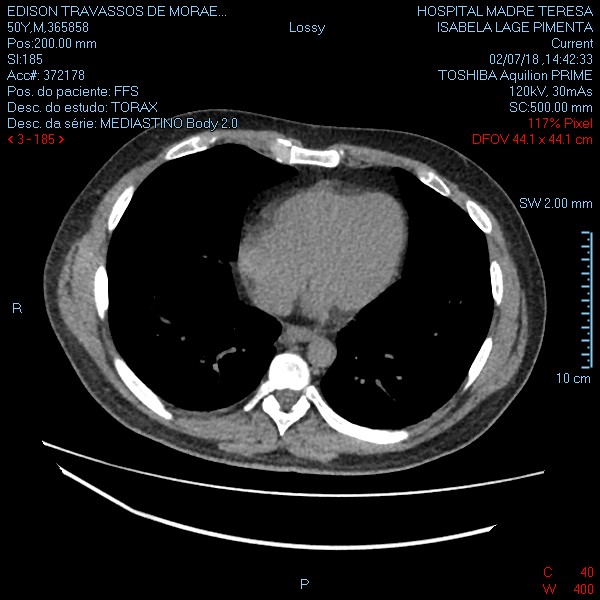 EDISON TRAVASSOS DE MORAE...
50Y,M,365858
Pos:200.00 mm
SI:185
Acc#: 372178
Pos. do paciente: FFS
Desc. do estudo: TORAX
Desc. da série: MEDIASTINO Body 2.0
< 3 - 185 >
Lossy
HOSPITAL MADRE TERESA
ISABELA LAGE PIMENTA
Current
02/07/18 ,14:42:33
TOSHIBA Aquilion PRIME
120kV, 30mAs
SC:500.00 mm
117% Pixel
DFOV 44.1 x 44.1 cm
SW 2.00 mm
R
10 cm
P
C 40
W 400